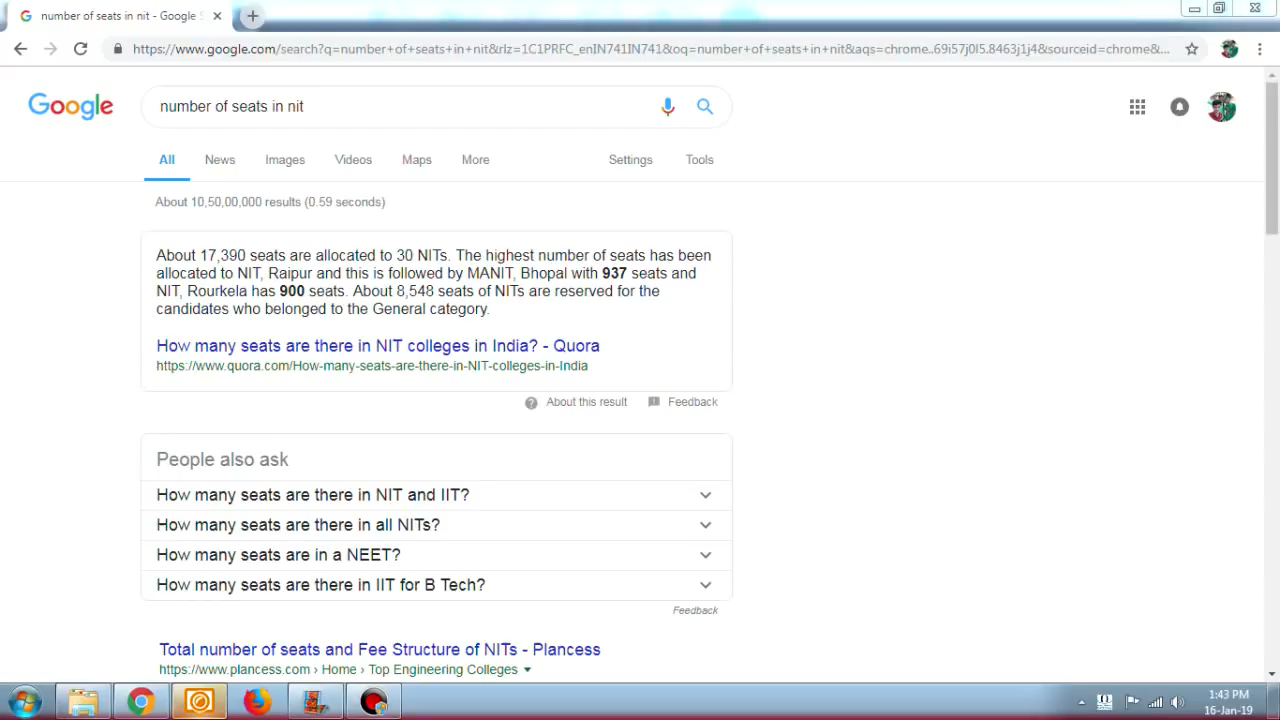 number of seats in nit - Google S
https://www.google.com/search?q=number+of+seats+in+nit&rlz=1C1PRFC_enIN741IN741&oq=number+of+seats+in+nit&aqs=chrome..69i57j0l5.8463j1j4&sourceid=chrome&...
Google
number of seats in nit
All News Images Videos Maps More Settings Tools
About 10,50,00,000 results (0.59 seconds)
About 17,390 seats are allocated to 30 NITs. The highest number of seats has been
allocated to NIT, Raipur and this is followed by MANIT, Bhopal with 937 seats and
NIT, Rourkela has 900 seats. About 8,548 seats of NITs are reserved for the
candidates who belonged to the General category.
How many seats are there in NIT colleges in India? - Quora
https://www.quora.com/How-many-seats-are-there-in-NIT-colleges-in-India
About this result Feedback
People also ask
How many seats are there in NIT and IIT?
How many seats are there in all NITs?
How many seats are in a NEET?
How many seats are there in IIT for B Tech?
Feedback
Total number of seats and Fee Structure of NITs - Plancess
https://www.plancess.com › Home › Top Engineering Colleges
1:43 PM
16-Jan-19